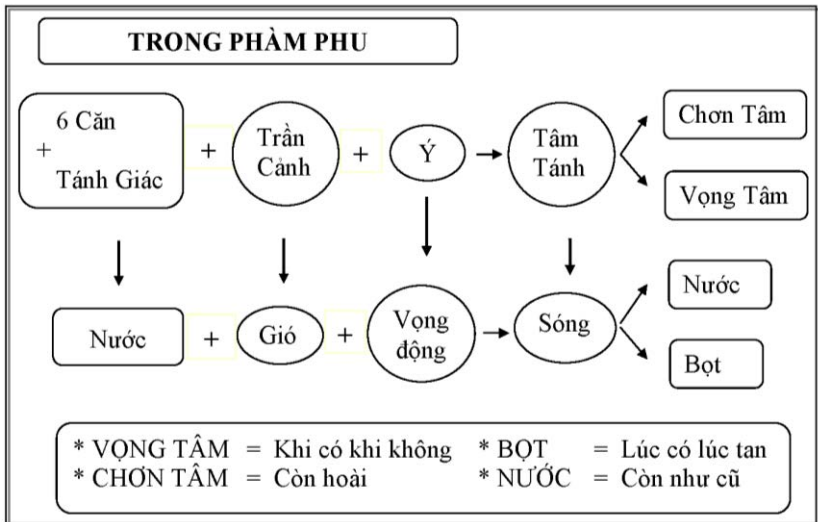 TRONG PHÀM PHU
6 Căn
+
Tánh Giác
+
Trần
Cảnh
+
Ý
Tâm
Tánh
Chơn Tâm
Vọng Tâm
Nước
+
Gió
+
Vọng
động
Sóng
Nước
Bọt
* VỌNG TÂM = Khi có khi không * BỌT = Lúc có lúc tan
* CHƠN TÂM = Còn hoài * NƯỚC = Còn như cũ